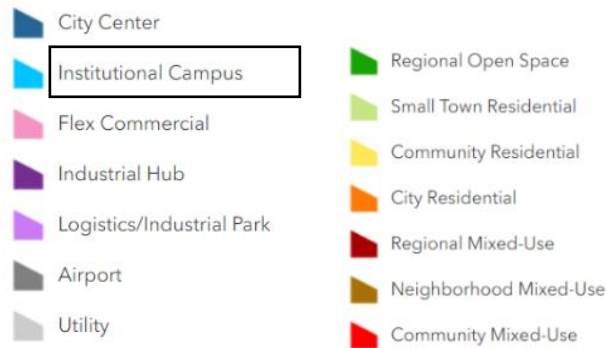 City Center
Institutional Campus
Flex Commercial
Industrial Hub
Logistics/Industrial Park
Airport
Utility
Regional Open Space
Small Town Residential
Community Residential
City Residential
Regional Mixed-Use
Neighborhood Mixed-Use
Community Mixed-Use